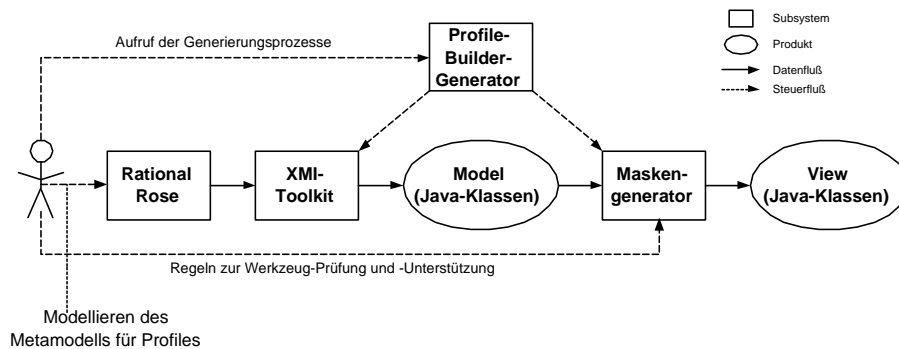 Aufruf der Generierungsprozesse
Profile-
Builder-
Generator
Subsystem
Produkt
Datenfluß
Steuerfluß
Rational
Rose
XMI-
Toolkit
Model
(Java-Klassen)
Masken-
generator
View
(Java-Klassen)
Regeln zur Werkzeug-Prüfung und -Unterstützung
Modellieren des
Metamodells für Profiles